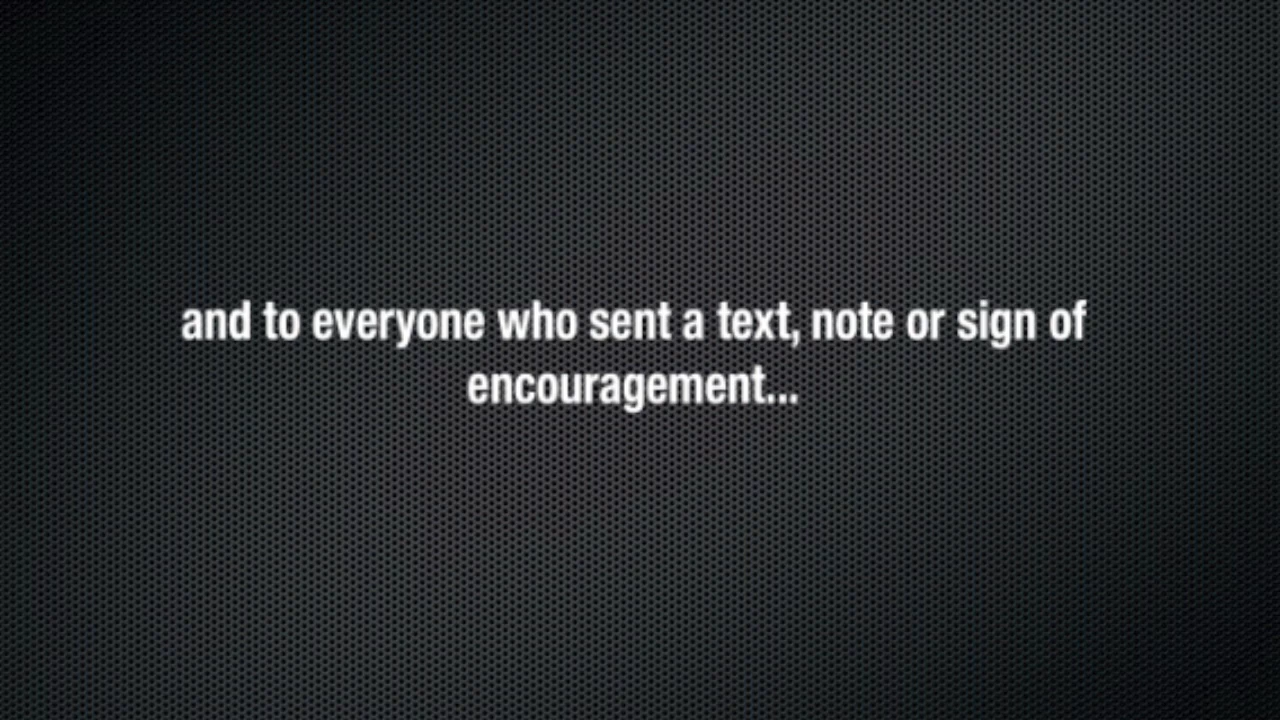 and to everyone who sent a text, note or sign of
encouragement...